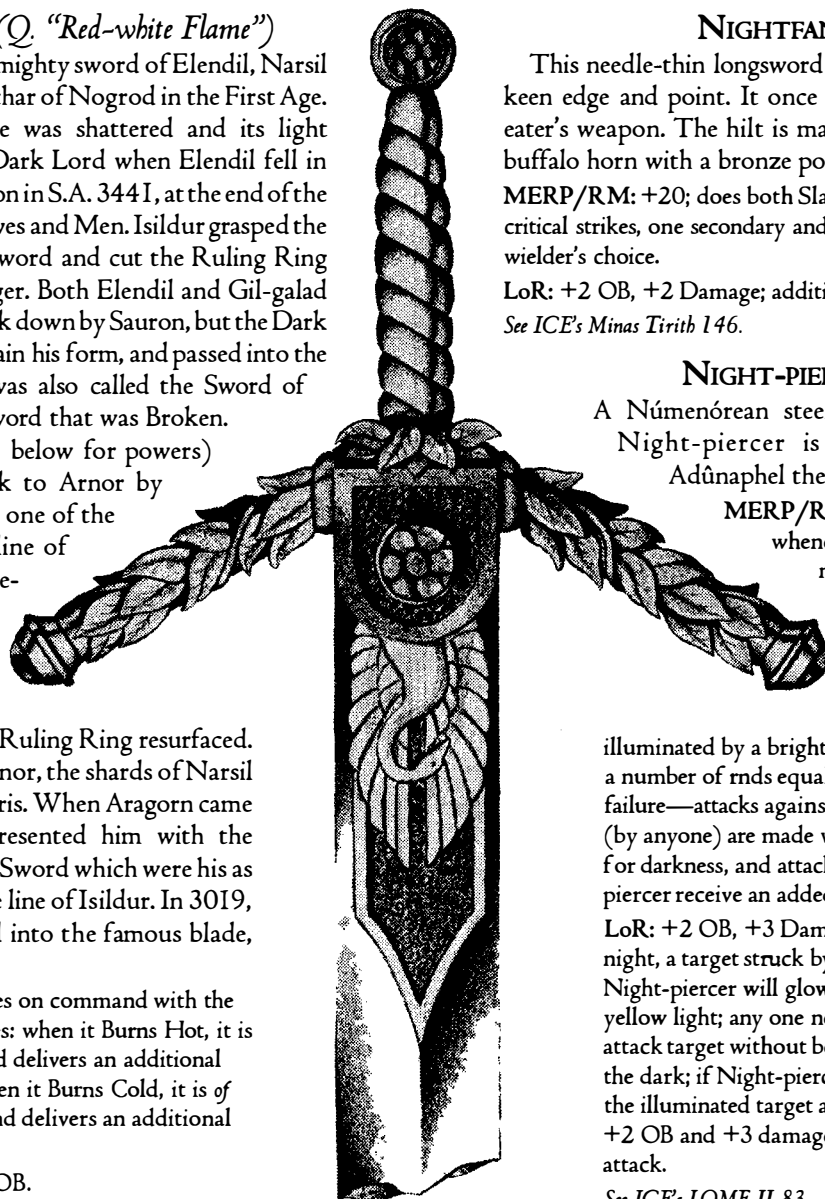 (Q. “Red-white Flame”)
mighty sword of Elendil, Narsil
char of Nogrod in the First Age.
e was shattered and its light
Dark Lord when Elendil fell in
on in S.A. 3441, at the end of the
ves and Men. Isildur grasped the
word and cut the Ruling Ring
ger. Both Elendil and Gil-galad
k down by Sauron, but the Dark
ain his form, and passed into the
was also called the Sword of
word that was Broken.
below for powers)
k to Arnor by
one of the
line of
e-
Ruling Ring resurfaced.
nor, the shards of Narsil
ris. When Aragorn came
resented him with the
Sword which were his as
e line of Isildur. In 3019,
l into the famous blade,
es on command with the
es: when it Burns Hot, it is
d delivers an additional
en it Burns Cold, it is of
nd delivers an additional
OB.
NIGHTFAN
This needle-thin longsword
keen edge and point. It once
eater’s weapon. The hilt is ma
buffalo horn with a bronze po
MERP/RM: +20; does both Sla
critical strikes, one secondary and
wielder’s choice.
LoR: +2 OB, +2 Damage; additi
See ICE’s Minas Tirith 146.
NIGHT-PIER
A Númenórean stee
Night-piercer is
Adûnaphel the
MERP/R
when
illuminated by a bright
a number of rnds equa
failure—attacks against
(by anyone) are made w
for darkness, and attack
piercer receive an added
LoR: +2 OB, +3 Dam
night, a target struck by
Night-piercer will glow
yellow light; any one n
attack target without b
the dark; if Night-pierc
the illuminated target a
+2 OB and +3 damage
attack.
See ICE’s LOME II 83.